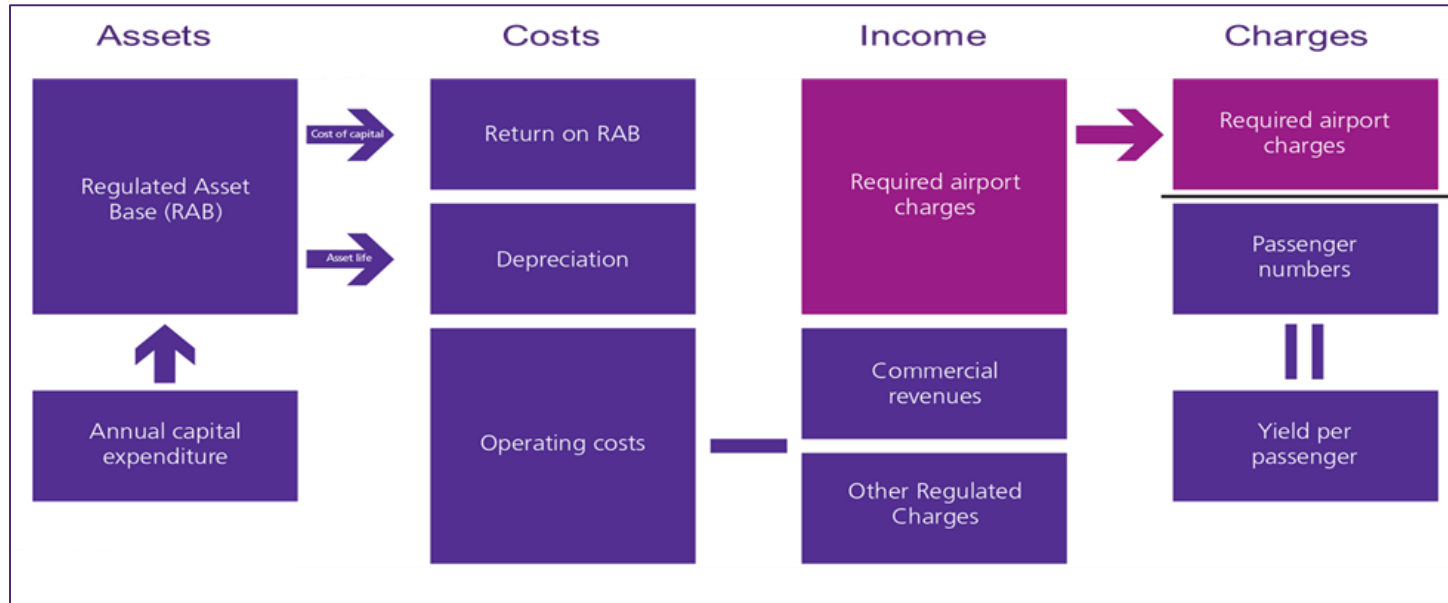 Assets
Costs
Income
Charges
Regulated Asset
Base (RAB)
Annual capital
expenditure
Cost of capital
Asset life
Return on RAB
Depreciation
Operating costs
Required airport
charges
Commercial
revenues
Other Regulated
Charges
Required airport
charges
Passenger
numbers
Yield per
passenger